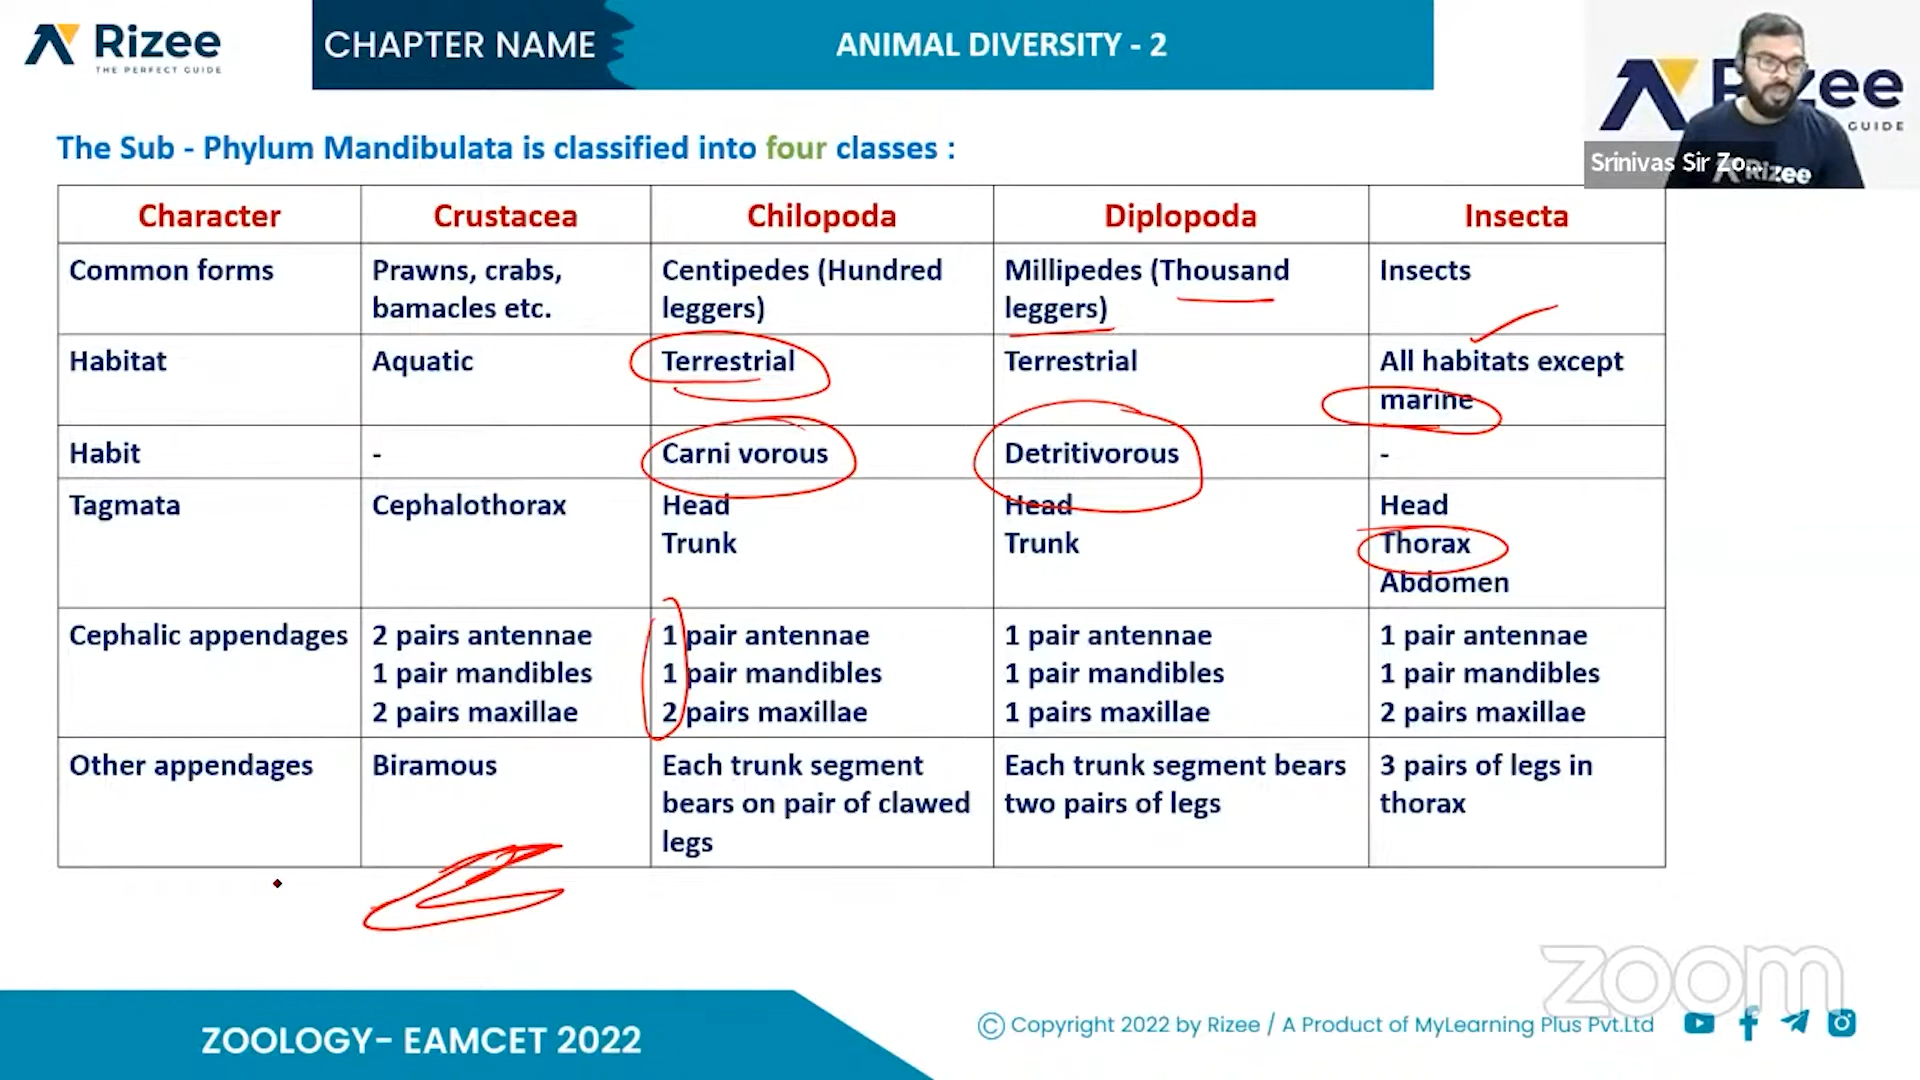 Rizee
THE PERFECT GUIDE
CHAPTER NAME
ANIMAL DIVERSITY - 2
zee
GUIDE
Srinivas Sir Zo...
Rizee
The Sub - Phylum Mandibulata is classified into four classes :
Character Crustacea Chilopoda Diplopoda Insecta
Common forms
Prawns, crabs,
bamacles etc.
Centipedes (Hundred
leggers)
Millipedes (Thousand
leggers)
Insects
Habitat
Aquatic
Terrestrial
Terrestrial
All habitats except
marine
Habit
-
Carni vorous
Detritivorous
-
Tagmata
Cephalothorax
Head
Trunk
Head
Trunk
Head
Thorax
Abdomen
Cephalic appendages
2 pairs antennae
1 pair mandibles
2 pairs maxillae
1 pair antennae
1 pair mandibles
2 pairs maxillae
1 pair antennae
1 pair mandibles
1 pairs maxillae
1 pair antennae
1 pair mandibles
2 pairs maxillae
Other appendages
Biramous
Each trunk segment
bears on pair of clawed
legs
Each trunk segment bears
two pairs of legs
3 pairs of legs in
thorax
zoom
ZOOLOGY- EAMCET 2022
© Copyright 2022 by Rizee / A Product of MyLearning Plus Pvt.Ltd